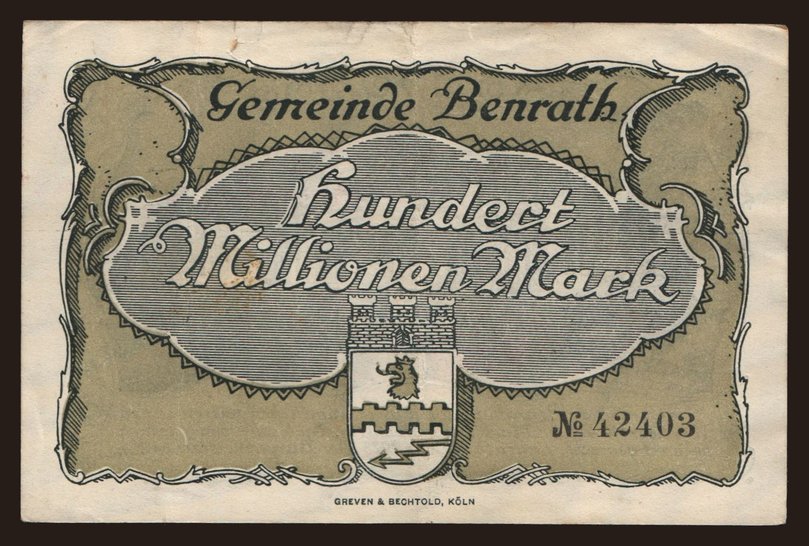 Gemeinde Benrath
Hundert
Millionen Mark
№ 42403
GREVEN & BECHTOLD, KÖLN